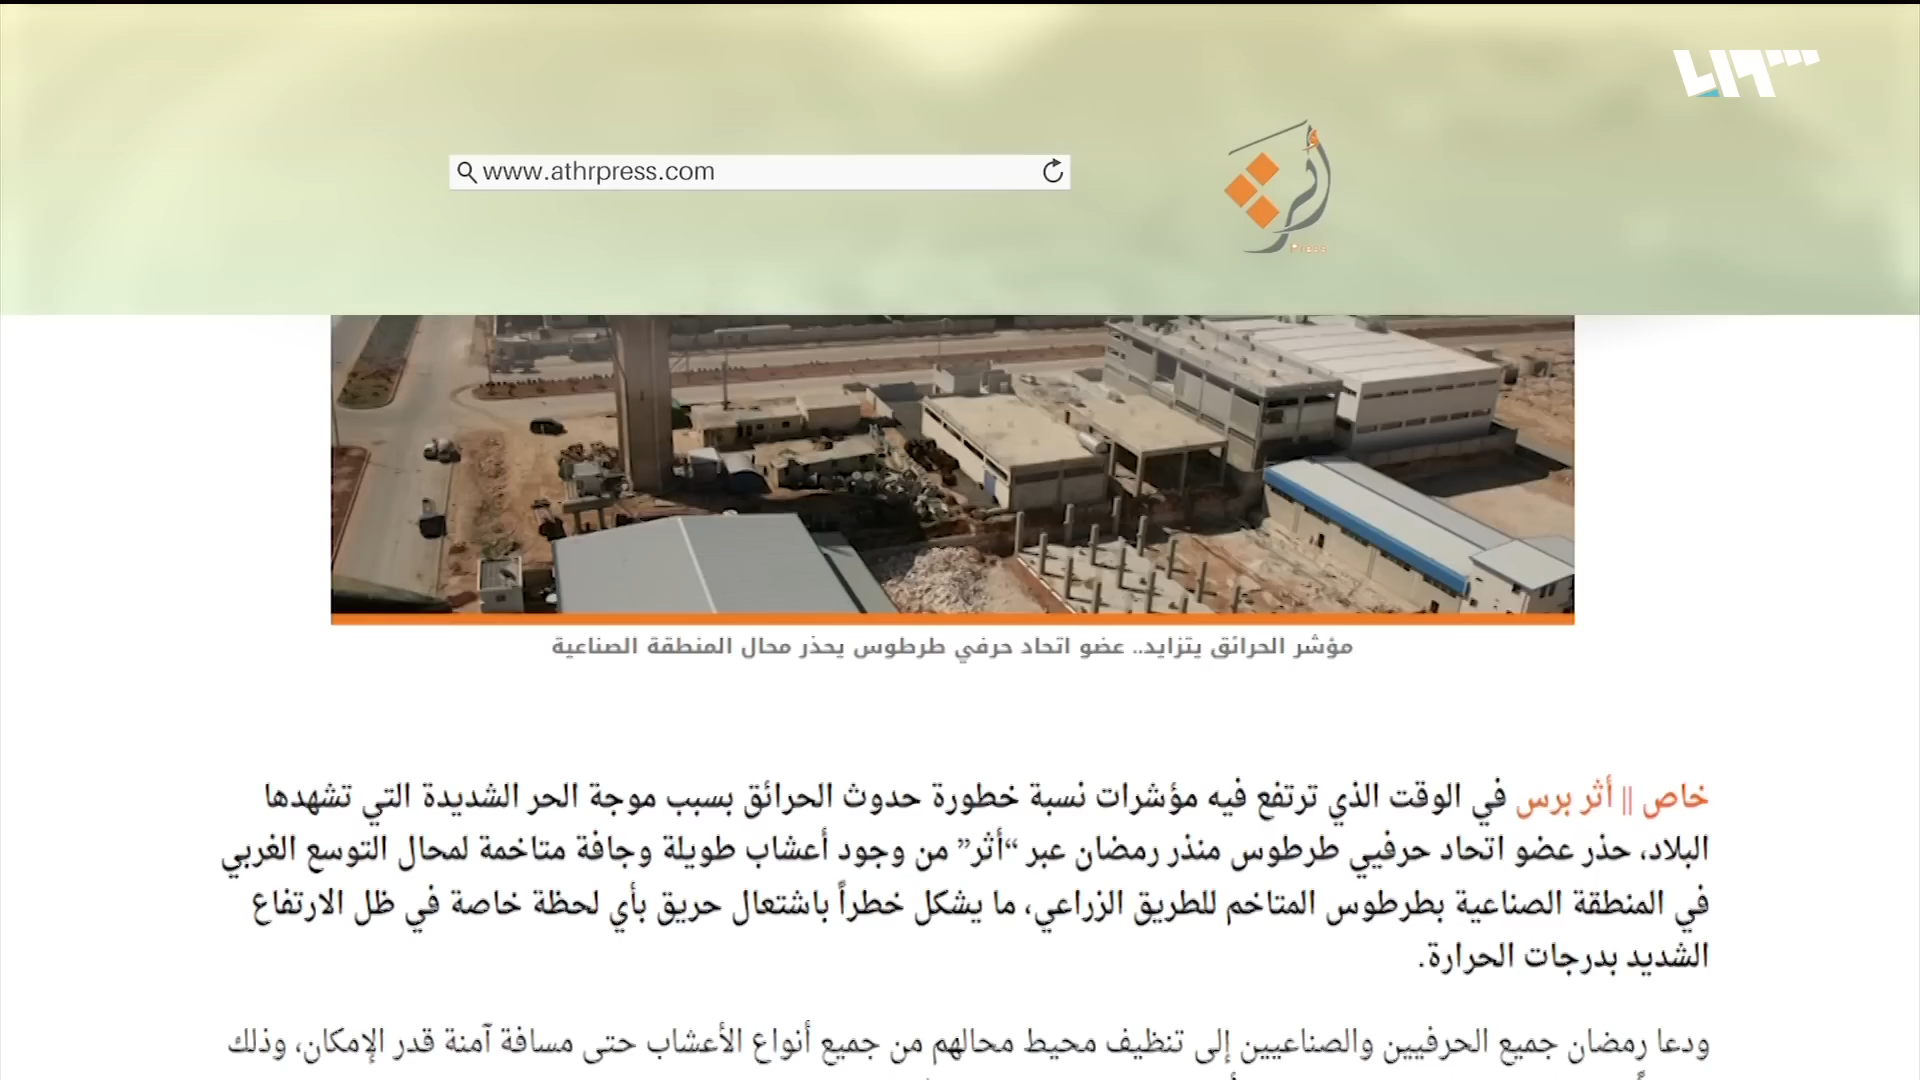 www.athrpress.com
أثر
Press
مؤشر الحرائق يتزايد.. عضو اتحاد حرفي طرطوس يحذر محال المنطقة الصناعية
خاص || أثر برس في الوقت الذي ترتفع فيه مؤشرات نسبة خطورة حدوث الحرائق بسبب موجة الحر الشديدة التي تشهدها
البلاد، حذر عضو اتحاد حرفيي طرطوس منذر رمضان عبر “أثر” من وجود أعشاب طويلة وجافة متاخمة لمحال التوسع الغربي
في المنطقة الصناعية بطرطوس المتاخم للطريق الزراعي، ما يشكل خطراً باشتعال حريق بأي لحظة خاصة في ظل الارتفاع
الشديد بدرجات الحرارة.
ودعا رمضان جميع الحرفيين والصناعيين إلى تنظيف محيط محالهم من جميع أنواع الأعشاب حتى مسافة آمنة قدر الإمكان، وذلك